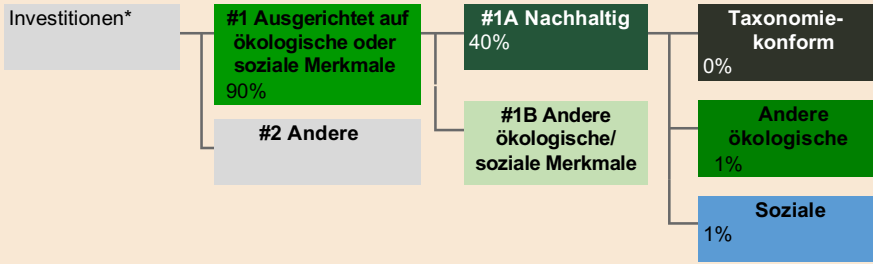 Investitionen*
#1 Ausgerichtet auf
ökologische oder
soziale Merkmale
90%
#2 Andere
#1A Nachhaltig
40%
#1B Andere
ökologische/
soziale Merkmale
Taxonomie-
konform
0%
Andere
ökologische
1%
Soziale
1%